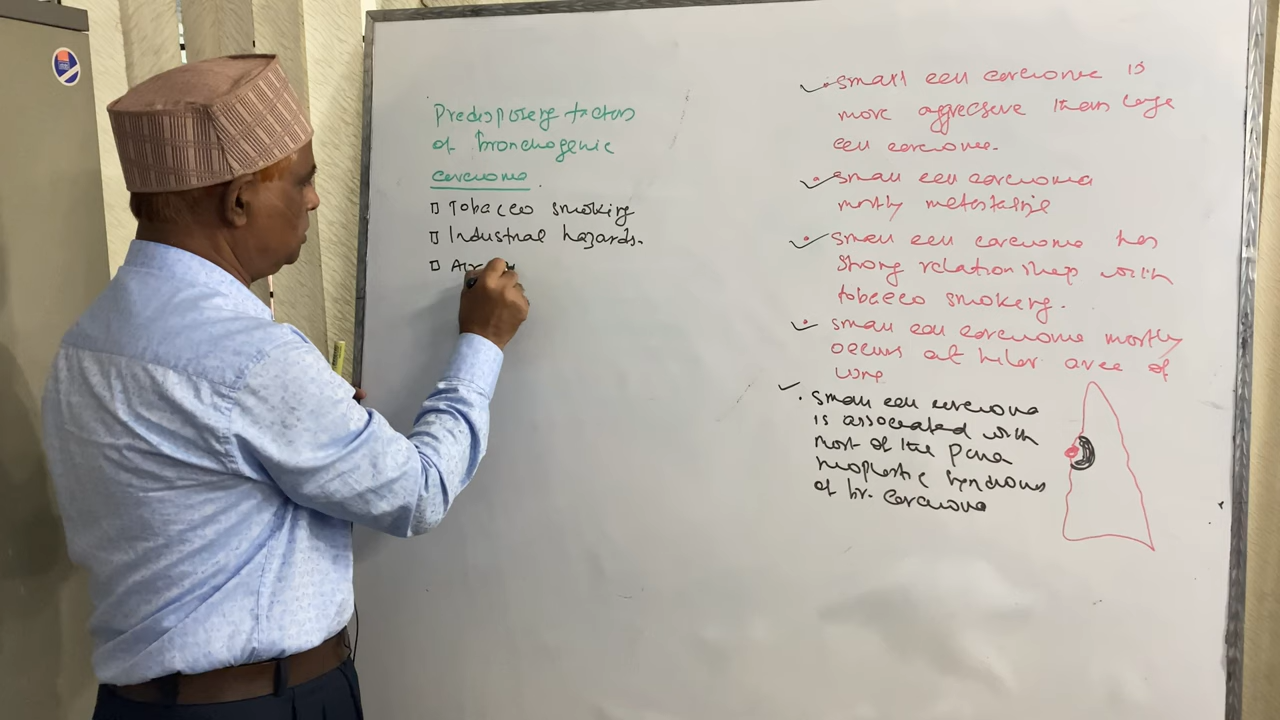 Predisposing factors
of bronchogenic
carcinoma.
Tobacco smoking
Industrial hazards.
small cell carcinoma is
more aggressive than large
cell carcinoma.
small cell carcinoma
mostly metastasize
small cell carcinoma has
strong relationship with
tobacco smoking.
small cell carcinoma mostly
occurs at hilar area of
lung
small cell carcinoma
is associated with
most of the para
neoplastic syndromes
of br. carcinoma